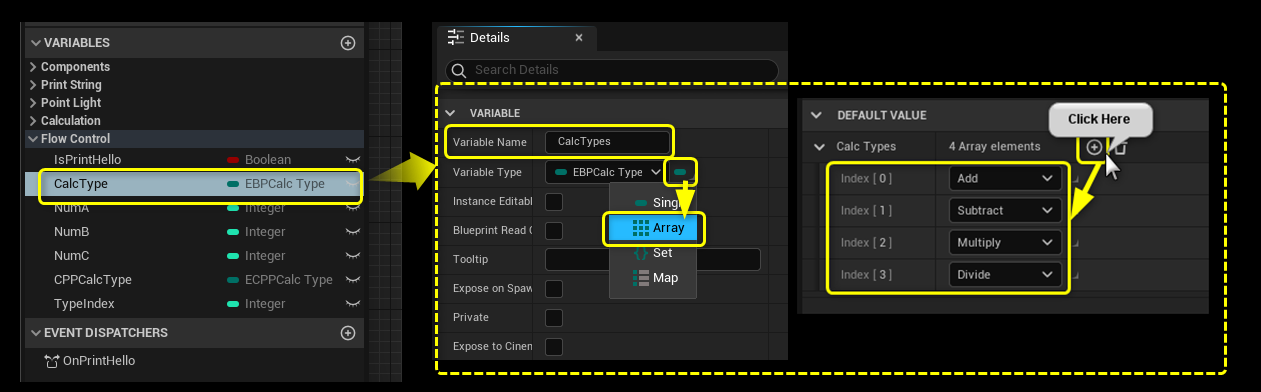 VARIABLES
Components
Print String
Point Light
Calculation
Flow Control
IsPrintHello Boolean
CalcType EBPCalc Type
NumA Integer
NumB Integer
NumC Integer
CPPCalcType ECPPCalc Type
TypeIndex Integer
EVENT DISPATCHERS
OnPrintHello
Details
Search Details
VARIABLE
Variable Name CalcTypes
Variable Type EBPCalc Type
Single
Instance Editabl
Array
Blueprint Read O
Set
Tooltip
Map
Expose on Spaw
Private
Expose to Cinem
DEFAULT VALUE
Click Here
Calc Types 4 Array elements
Index [ 0 ] Add
Index [ 1 ] Subtract
Index [ 2 ] Multiply
Index [ 3 ] Divide